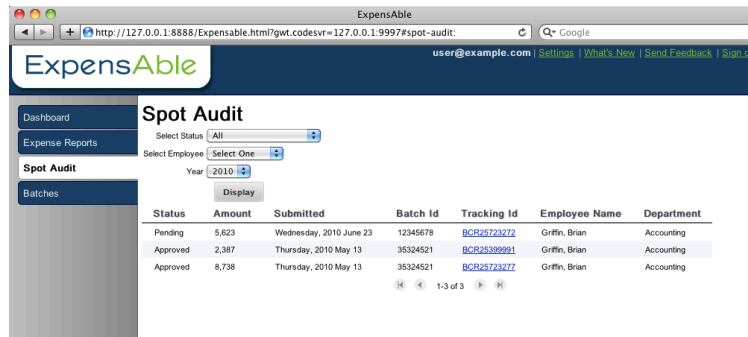 ExpensAble
http://127.0.0.1:8888/Expensable.html?gwt.codesvr=127.0.0.1:9997#spot-audit:
Google
ExpensAble
user@example.com | Settings | What's New | Send Feedback | Sign
Dashboard
Expense Reports
Spot Audit
Batches
Spot Audit
Select Status All
Select Employee Select One
Year 2010
Display
Status Amount Submitted Batch Id Tracking Id Employee Name Department
Pending 5,623 Wednesday, 2010 June 23 12345678 BCR25723272 Griffin, Brian Accounting
Approved 2,387 Thursday, 2010 May 13 35324521 BCR25399991 Griffin, Brian Accounting
Approved 8,738 Thursday, 2010 May 13 35324521 BCR25723277 Griffin, Brian Accounting
1-3 of 3